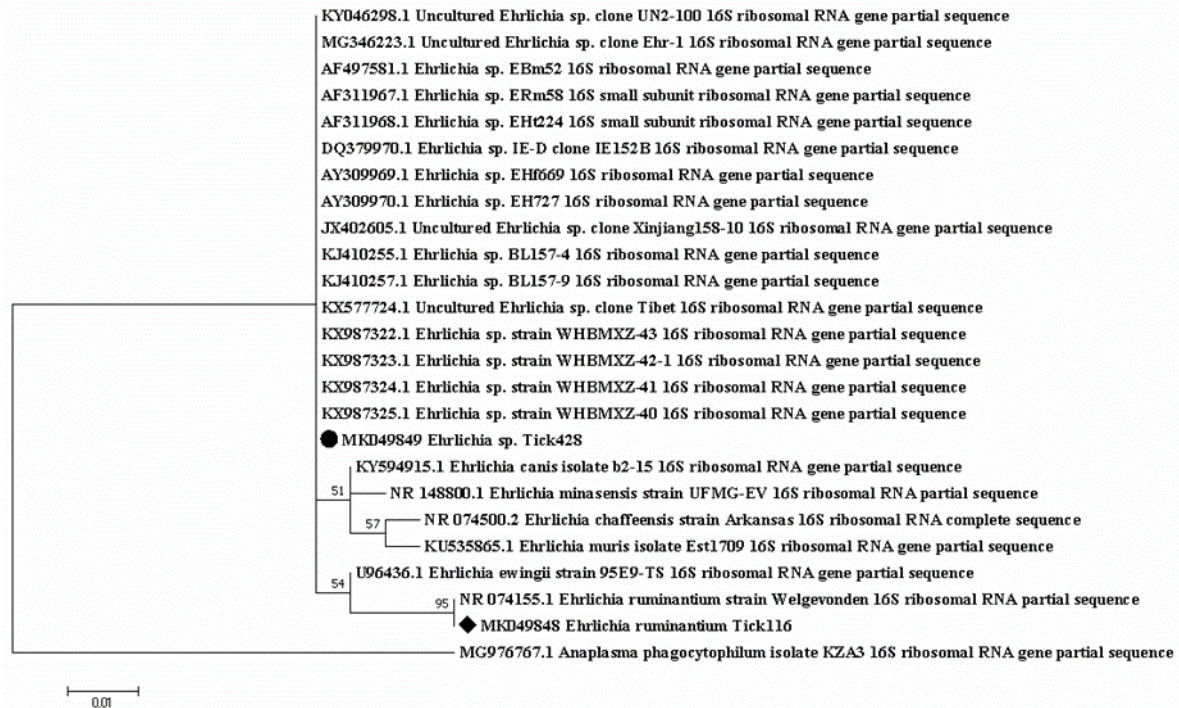 KY046298.1 Uncultured Ehrlichia sp. clone UN2-100 16S ribosomal RNA gene partial sequence
MG346223.1 Uncultured Ehrlichia sp. clone Ehr-1 16S ribosomal RNA gene partial sequence
AF497581.1 Ehrlichia sp. EBm52 16S ribosomal RNA gene partial sequence
AF311967.1 Ehrlichia sp. ERm58 16S small subunit ribosomal RNA gene partial sequence
AF311968.1 Ehrlichia sp. EHt224 16S small subunit ribosomal RNA gene partial sequence
DQ379970.1 Ehrlichia sp. IE-D clone IE152B 16S ribosomal RNA gene partial sequence
AY309969.1 Ehrlichia sp. EHf669 16S ribosomal RNA gene partial sequence
AY309970.1 Ehrlichia sp. EH727 16S ribosomal RNA gene partial sequence
JX402605.1 Uncultured Ehrlichia sp. clone Xinjiang158-10 16S ribosomal RNA gene partial sequence
KJ410255.1 Ehrlichia sp. BL157-4 16S ribosomal RNA gene partial sequence
KJ410257.1 Ehrlichia sp. BL157-9 16S ribosomal RNA gene partial sequence
KX577724.1 Uncultured Ehrlichia sp. clone Tibet 16S ribosomal RNA gene partial sequence
KX987322.1 Ehrlichia sp. strain WHBMXZ-43 16S ribosomal RNA gene partial sequence
KX987323.1 Ehrlichia sp. strain WHBMXZ-42-1 16S ribosomal RNA gene partial sequence
KX987324.1 Ehrlichia sp. strain WHBMXZ-41 16S ribosomal RNA gene partial sequence
KX987325.1 Ehrlichia sp. strain WHBMXZ-40 16S ribosomal RNA gene partial sequence
MK049849 Ehrlichia sp. Tick428
KY594915.1 Ehrlichia canis isolate b2-15 16S ribosomal RNA gene partial sequence
51
NR 148800.1 Ehrlichia minasensis strain UFMG-EV 16S ribosomal RNA partial sequence
NR 074500.2 Ehrlichia chaffeensis strain Arkansas 16S ribosomal RNA complete sequence
57
KU535865.1 Ehrlichia muris isolate Est1709 16S ribosomal RNA gene partial sequence
U96436.1 Ehrlichia ewingii strain 95E9-TS 16S ribosomal RNA gene partial sequence
54
95
NR 074155.1 Ehrlichia ruminantium strain Welgevonden 16S ribosomal RNA partial sequence
MK049848 Ehrlichia ruminantium Tick116
MG976767.1 Anaplasma phagocytophilum isolate KZA3 16S ribosomal RNA gene partial sequence
0.01